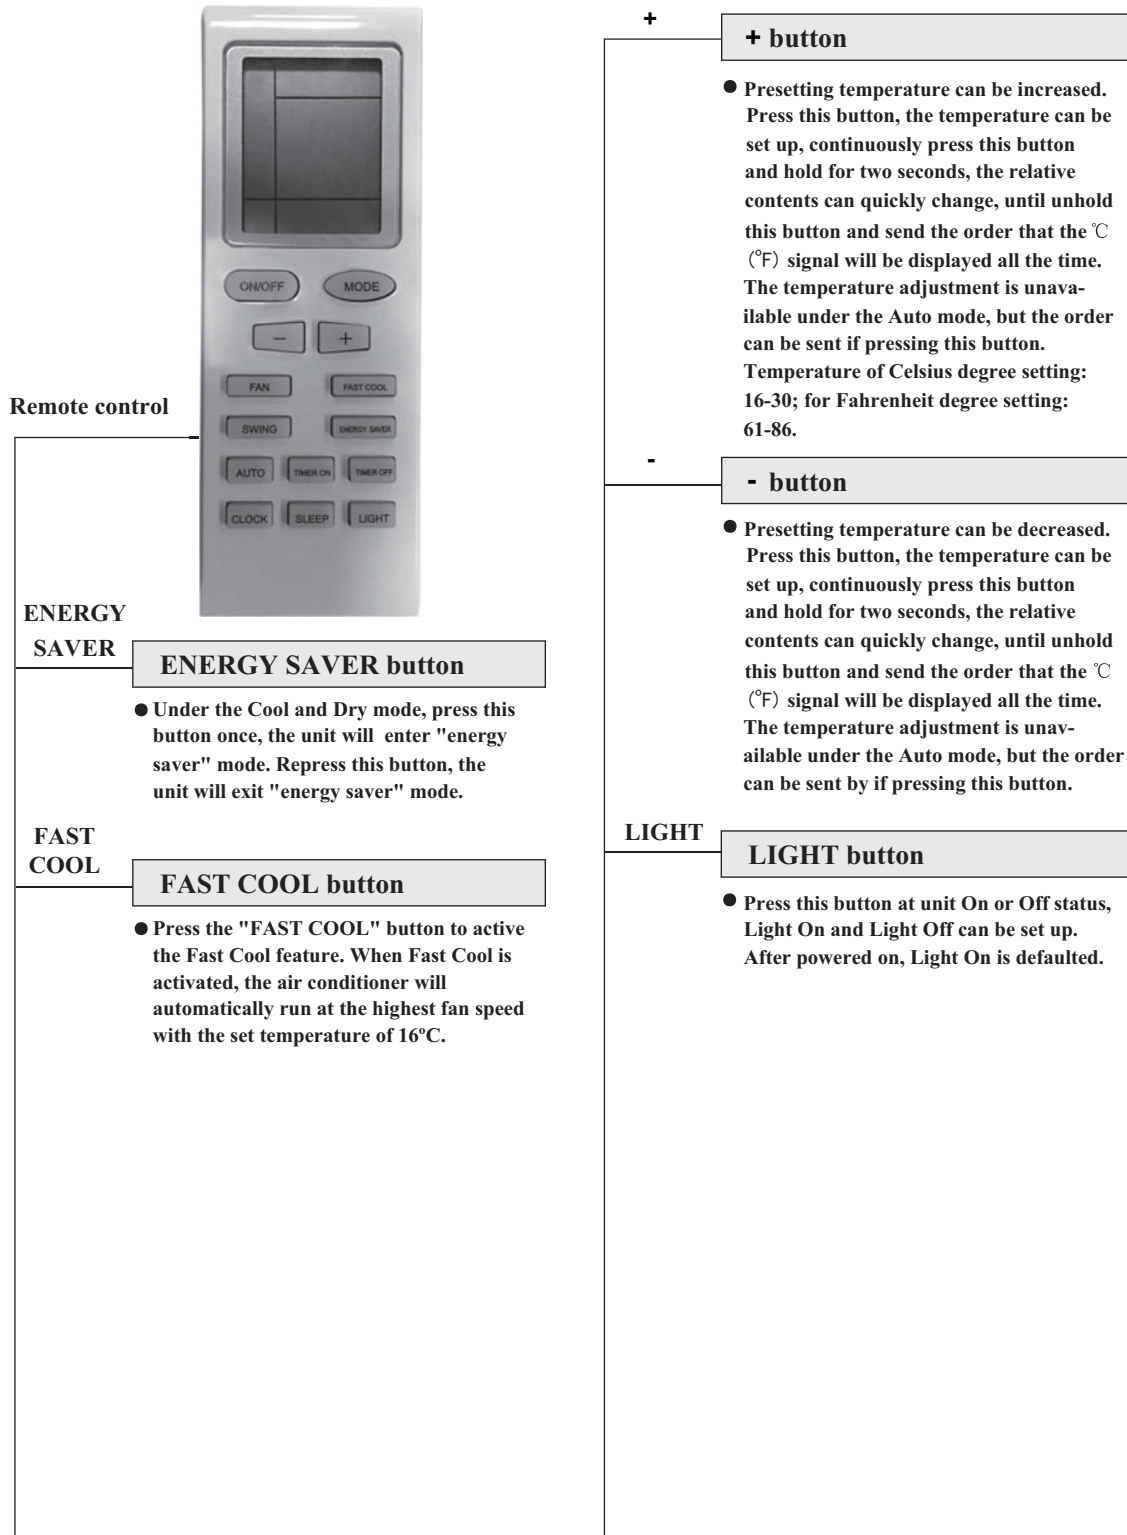 ON/OFF MODE
- +
FAN FAST COOL
SWING ENERGY SAVER
AUTO TIMER ON TIMER OFF
CLOCK SLEEP LIGHT
Remote control
ENERGY
SAVER
ENERGY SAVER button
● Under the Cool and Dry mode, press this
button once, the unit will enter "energy
saver" mode. Repress this button, the
unit will exit "energy saver" mode.
FAST
COOL
FAST COOL button
● Press the "FAST COOL" button to active
the Fast Cool feature. When Fast Cool is
activated, the air conditioner will
automatically run at the highest fan speed
with the set temperature of 16ºC.
+
+ button
● Presetting temperature can be increased.
Press this button, the temperature can be
set up, continuously press this button
and hold for two seconds, the relative
contents can quickly change, until unhold
this button and send the order that the ℃
(°F) signal will be displayed all the time.
The temperature adjustment is unava-
ilable under the Auto mode, but the order
can be sent if pressing this button.
Temperature of Celsius degree setting:
16-30; for Fahrenheit degree setting:
61-86.
-
- button
● Presetting temperature can be decreased.
Press this button, the temperature can be
set up, continuously press this button
and hold for two seconds, the relative
contents can quickly change, until unhold
this button and send the order that the ℃
(°F) signal will be displayed all the time.
The temperature adjustment is unav-
ailable under the Auto mode, but the order
can be sent by if pressing this button.
LIGHT
LIGHT button
● Press this button at unit On or Off status,
Light On and Light Off can be set up.
After powered on, Light On is defaulted.